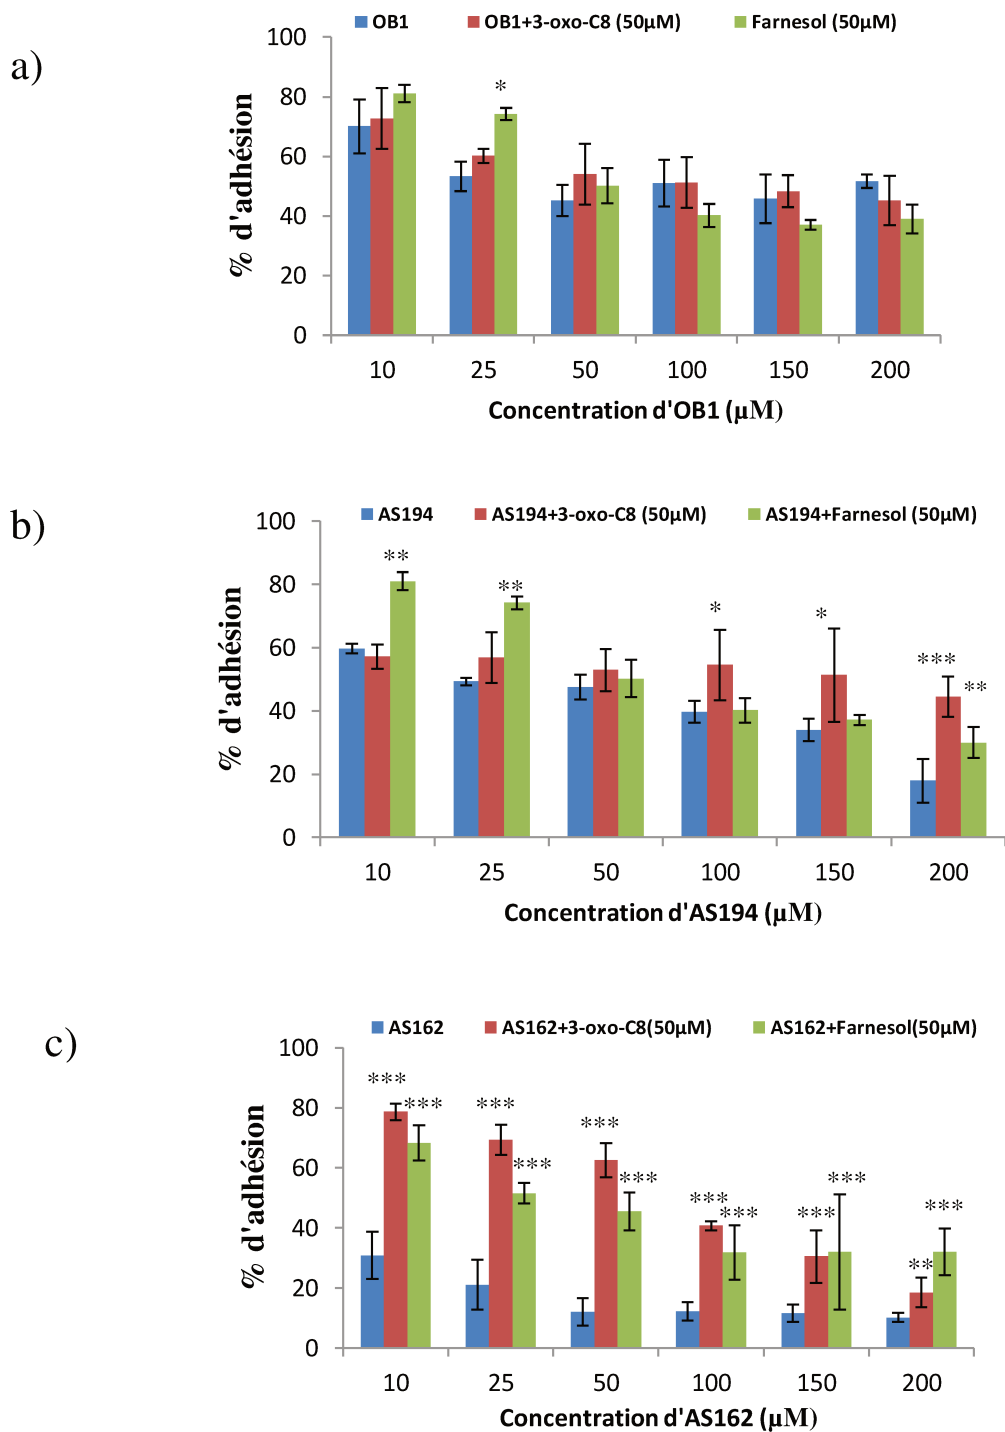 a)
OB1 OB1+3-oxo-C8 (50µM) Farnesol (50µM)
100
80
60
40
20
0
% d'adhésion
*
10 25 50 100 150 200
Concentration d'OB1 (µM)
b)
AS194 AS194+3-oxo-C8 (50µM) AS194+Farnesol (50µM)
100
80
60
40
20
0
% d'adhésion
** ** * * *** **
10 25 50 100 150 200
Concentration d'AS194 (µM)
c)
AS162 AS162+3-oxo-C8(50µM) AS162+Farnesol(50µM)
100
80
60
40
20
0
% d'adhésion
*** *** *** *** *** *** *** *** *** *** ** ***
10 25 50 100 150 200
Concentration d'AS162 (µM)